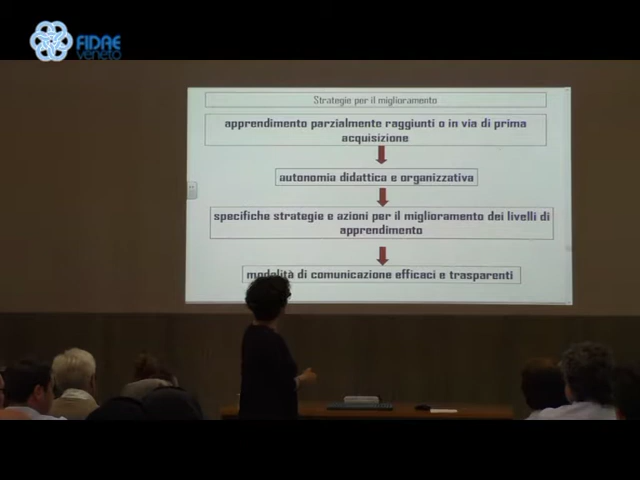 FIDAE
veneto
Strategie per il miglioramento
apprendimento parzialmente raggiunti o in via di prima
acquisizione
autonomia didattica e organizzativa
specifiche strategie e azioni per il miglioramento dei livelli di
apprendimento
modalità di comunicazione efficaci e trasparenti